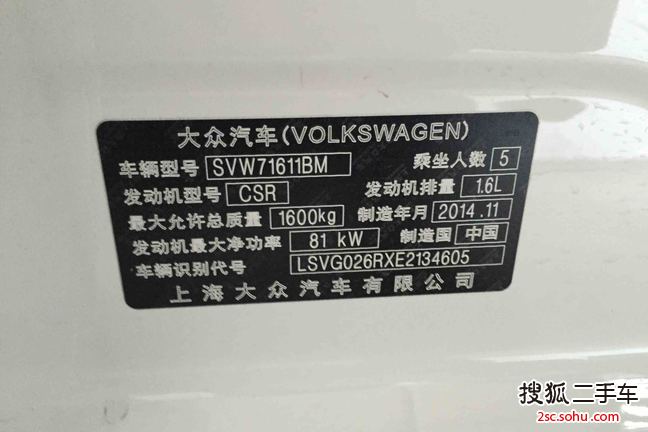 大众汽车(VOLKSWAGEN)
车辆型号 SVW71611BM 乘坐人数 5
发动机型号 CSR 发动机排量 1.6L
最大允许总质量 1600kg 制造年月 2014.11
发动机最大净功率 81 kW 制造国 中国
车辆识别代号 LSVG026RXE2134605
上海大众汽车有限公司
搜狐二手车
2sc.sohu.com